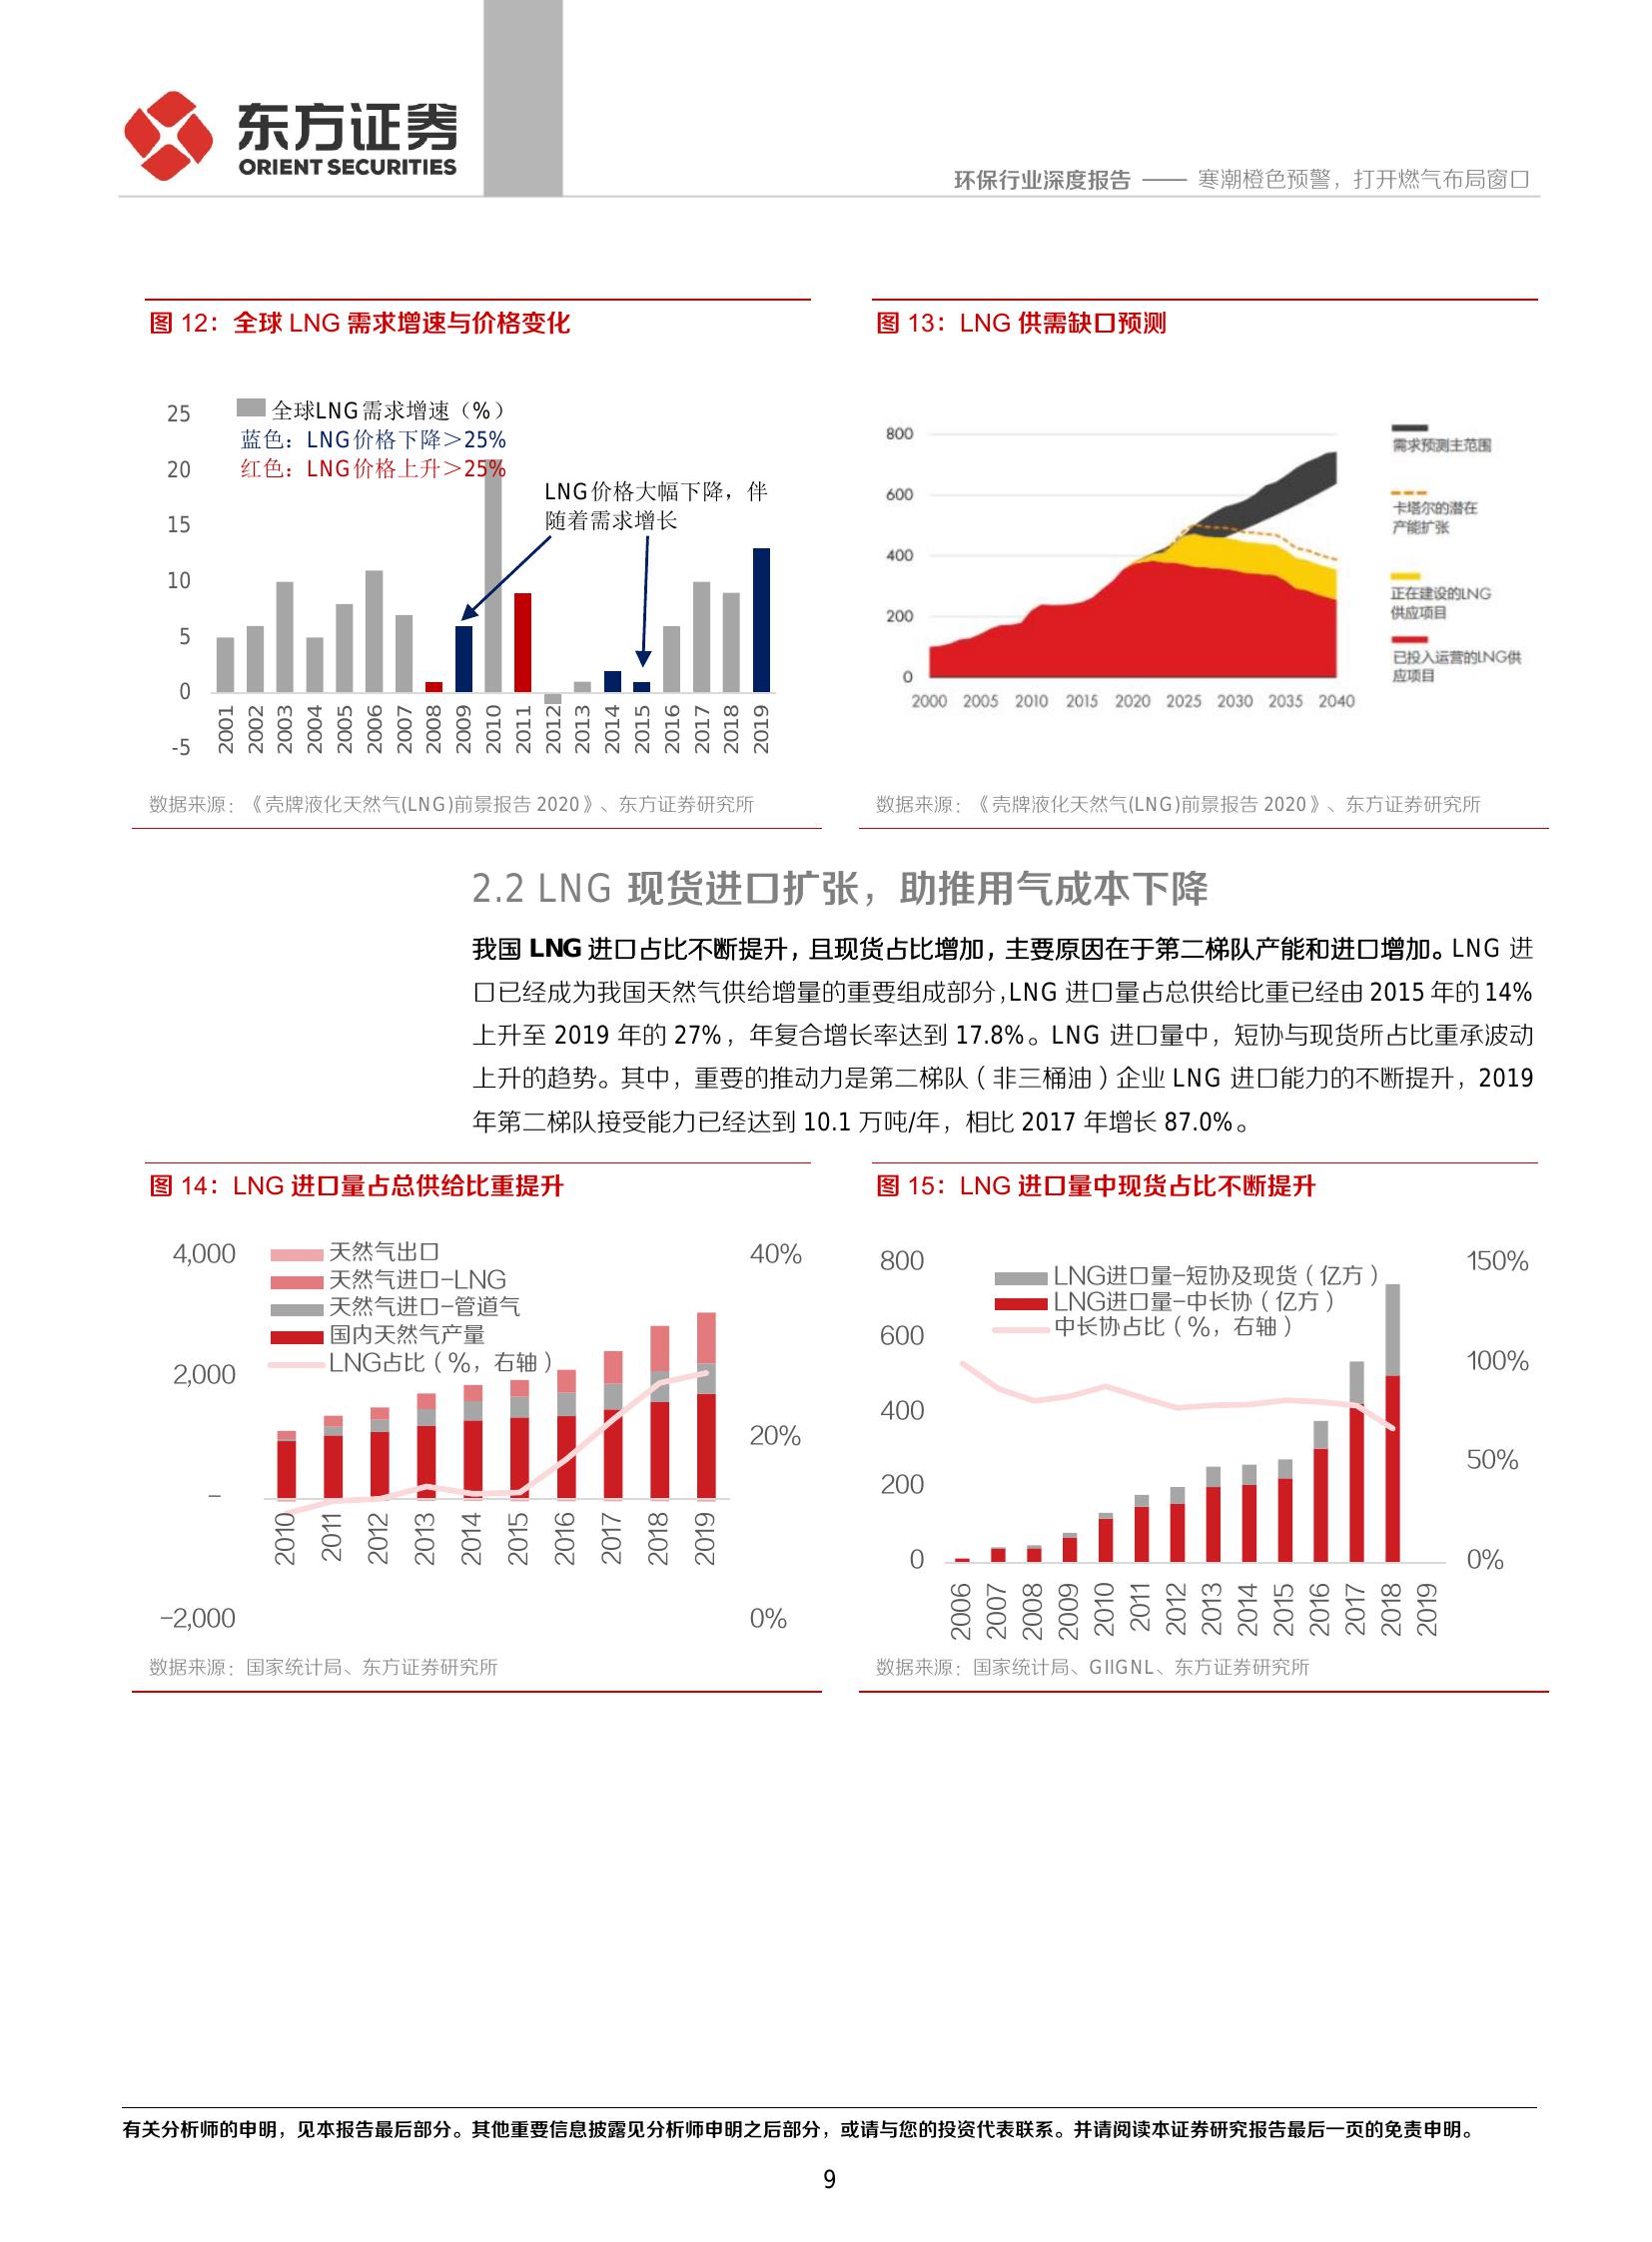 东方证券
ORIENT SECURITIES
环保行业深度报告 —— 寒潮橙色预警，打开燃气布局窗口
图 12：全球 LNG 需求增速与价格变化
25
20
15
10
5
0
-5
全球LNG需求增速（%）
蓝色：LNG价格下降＞25%
红色：LNG价格上升＞25%
LNG价格大幅下降，伴
随着需求增长
2001 2002 2003 2004 2005 2006 2007 2008 2009 2010 2011 2012 2013 2014 2015 2016 2017 2018 2019
数据来源：《壳牌液化天然气(LNG)前景报告 2020》、东方证券研究所
图 13：LNG 供需缺口预测
800
600
400
200
0
2000 2005 2010 2015 2020 2025 2030 2035 2040
需求预测主范围
卡塔尔的潜在
产能扩张
正在建设的LNG
供应项目
已投入运营的LNG供
应项目
数据来源：《壳牌液化天然气(LNG)前景报告 2020》、东方证券研究所
2.2 LNG 现货进口扩张，助推用气成本下降
我国 LNG 进口占比不断提升，且现货占比增加，主要原因在于第二梯队产能和进口增加。LNG 进
口已经成为我国天然气供给增量的重要组成部分，LNG 进口量占总供给比重已经由 2015 年的 14%
上升至 2019 年的 27%，年复合增长率达到 17.8%。LNG 进口量中，短协与现货所占比重承波动
上升的趋势。其中，重要的推动力是第二梯队（非三桶油）企业 LNG 进口能力的不断提升，2019
年第二梯队接受能力已经达到 10.1 万吨/年，相比 2017 年增长 87.0%。
图 14：LNG 进口量占总供给比重提升
4,000
2,000
–
−2,000
天然气出口
天然气进口-LNG
天然气进口-管道气
国内天然气产量
LNG占比（%，右轴）
40%
20%
0%
2010 2011 2012 2013 2014 2015 2016 2017 2018 2019
数据来源：国家统计局、东方证券研究所
图 15：LNG 进口量中现货占比不断提升
800
600
400
200
0
LNG进口量-短协及现货（亿方）
LNG进口量-中长协（亿方）
中长协占比（%，右轴）
150%
100%
50%
0%
2006 2007 2008 2009 2010 2011 2012 2013 2014 2015 2016 2017 2018 2019
数据来源：国家统计局、GIIGNL、东方证券研究所
有关分析师的申明，见本报告最后部分。其他重要信息披露见分析师申明之后部分，或请与您的投资代表联系。并请阅读本证券研究报告最后一页的免责申明。
9